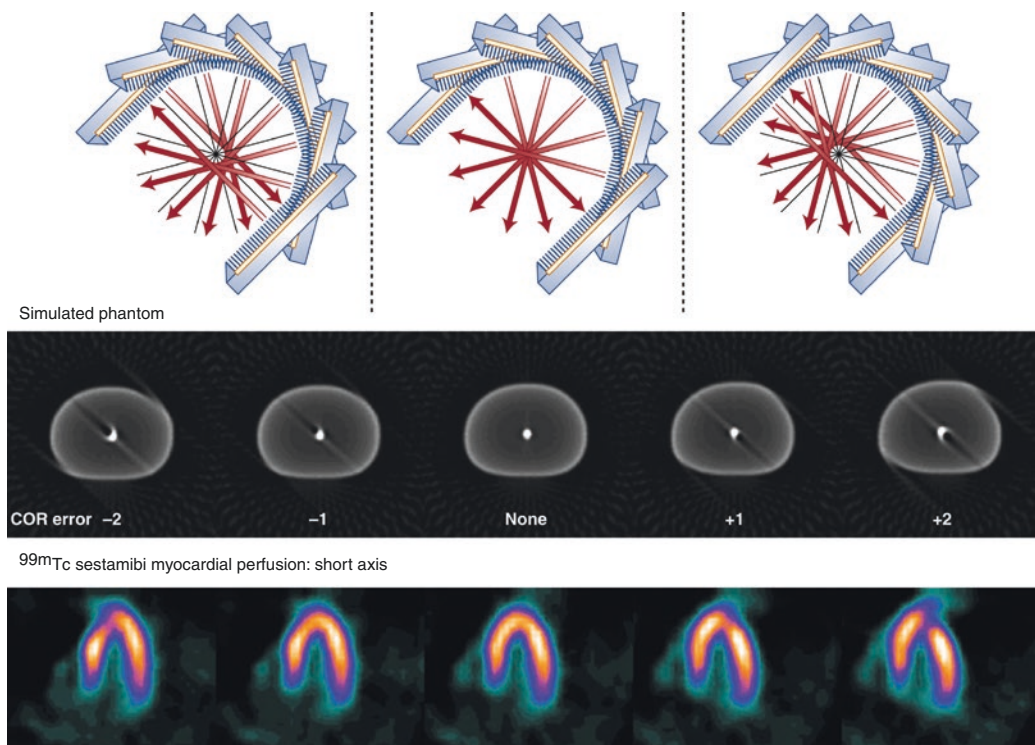 Simulated phantom
COR error –2 –1 None +1 +2
99mTc sestamibi myocardial perfusion: short axis